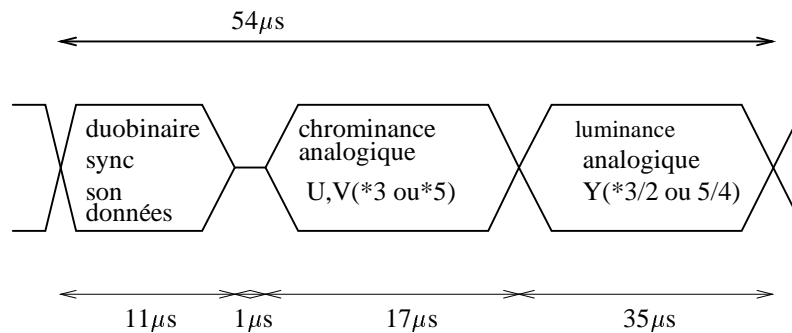 54µs
duobinaire
sync
son
données
chrominance
analogique
U,V(*3 ou*5)
luminance
analogique
Y(*3/2 ou 5/4)
11µs
1µs
17µs
35µs